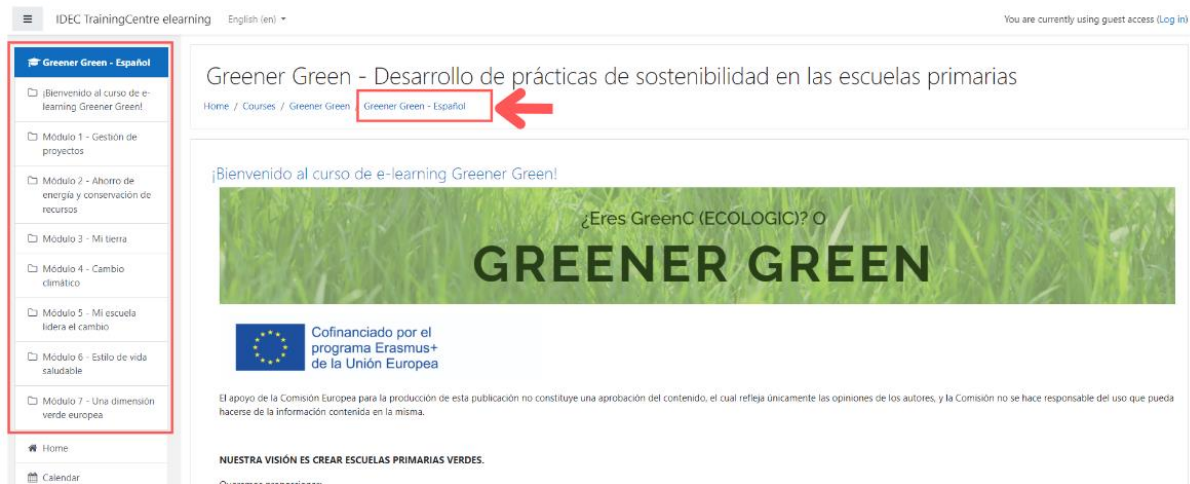 IDEC TrainingCentre elearning English (en)
You are currently using guest access (Log in)
Greener Green - Español
¡Bienvenido al curso de e-
learning Greener Green!
Módulo 1 - Gestión de
proyectos
Módulo 2 - Ahorro de
energía y conservación de
recursos
Módulo 3 - Mi tierra
Módulo 4 - Cambio
climático
Módulo 5 - Mi escuela
lidera el cambio
Módulo 6 - Estilo de vida
saludable
Módulo 7 - Una dimensión
verde europea
Home
Calendar
Greener Green - Desarrollo de prácticas de sostenibilidad en las escuelas primarias
Home / Courses / Greener Green / Greener Green - Español
¡Bienvenido al curso de e-learning Greener Green!
¿Eres GreenC (ECOLOGIC)? O
GREENER GREEN
Cofinanciado por el
programa Erasmus+
de la Unión Europea
El apoyo de la Comisión Europea para la producción de esta publicación no constituye una aprobación del contenido, el cual refleja únicamente las opiniones de los autores, y la Comisión no se hace responsable del uso que pueda
hacerse de la información contenida en la misma.
NUESTRA VISIÓN ES CREAR ESCUELAS PRIMARIAS VERDES.